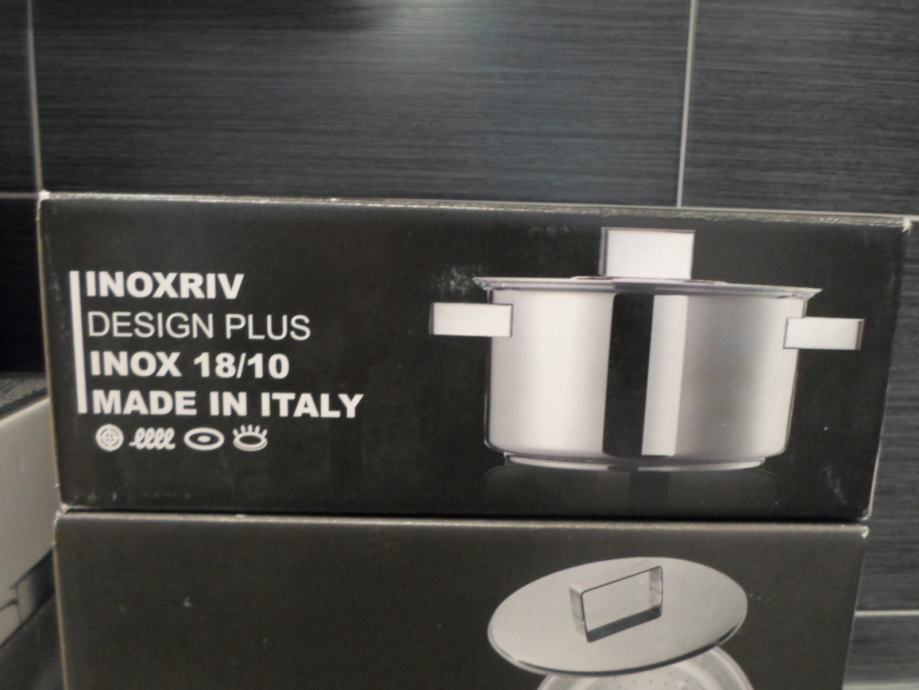 INOXRIV
DESIGN PLUS
INOX 18/10
MADE IN ITALY